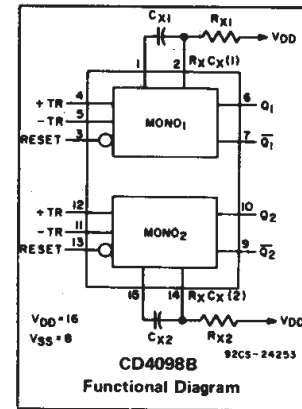 CX1 RX1 VDD
1 2 RXCX(1)
+TR 4 6 Q1
-TR 5 MONO1
RESET 3 7 Q1
+TR 12 10 Q2
-TR 11 MONO2
RESET 13 9 Q2
15 14 RXCX(2)
VDD=16 CX2 RX2 VDD
VSS=8
92CS-24253
CD4098B
Functional Diagram